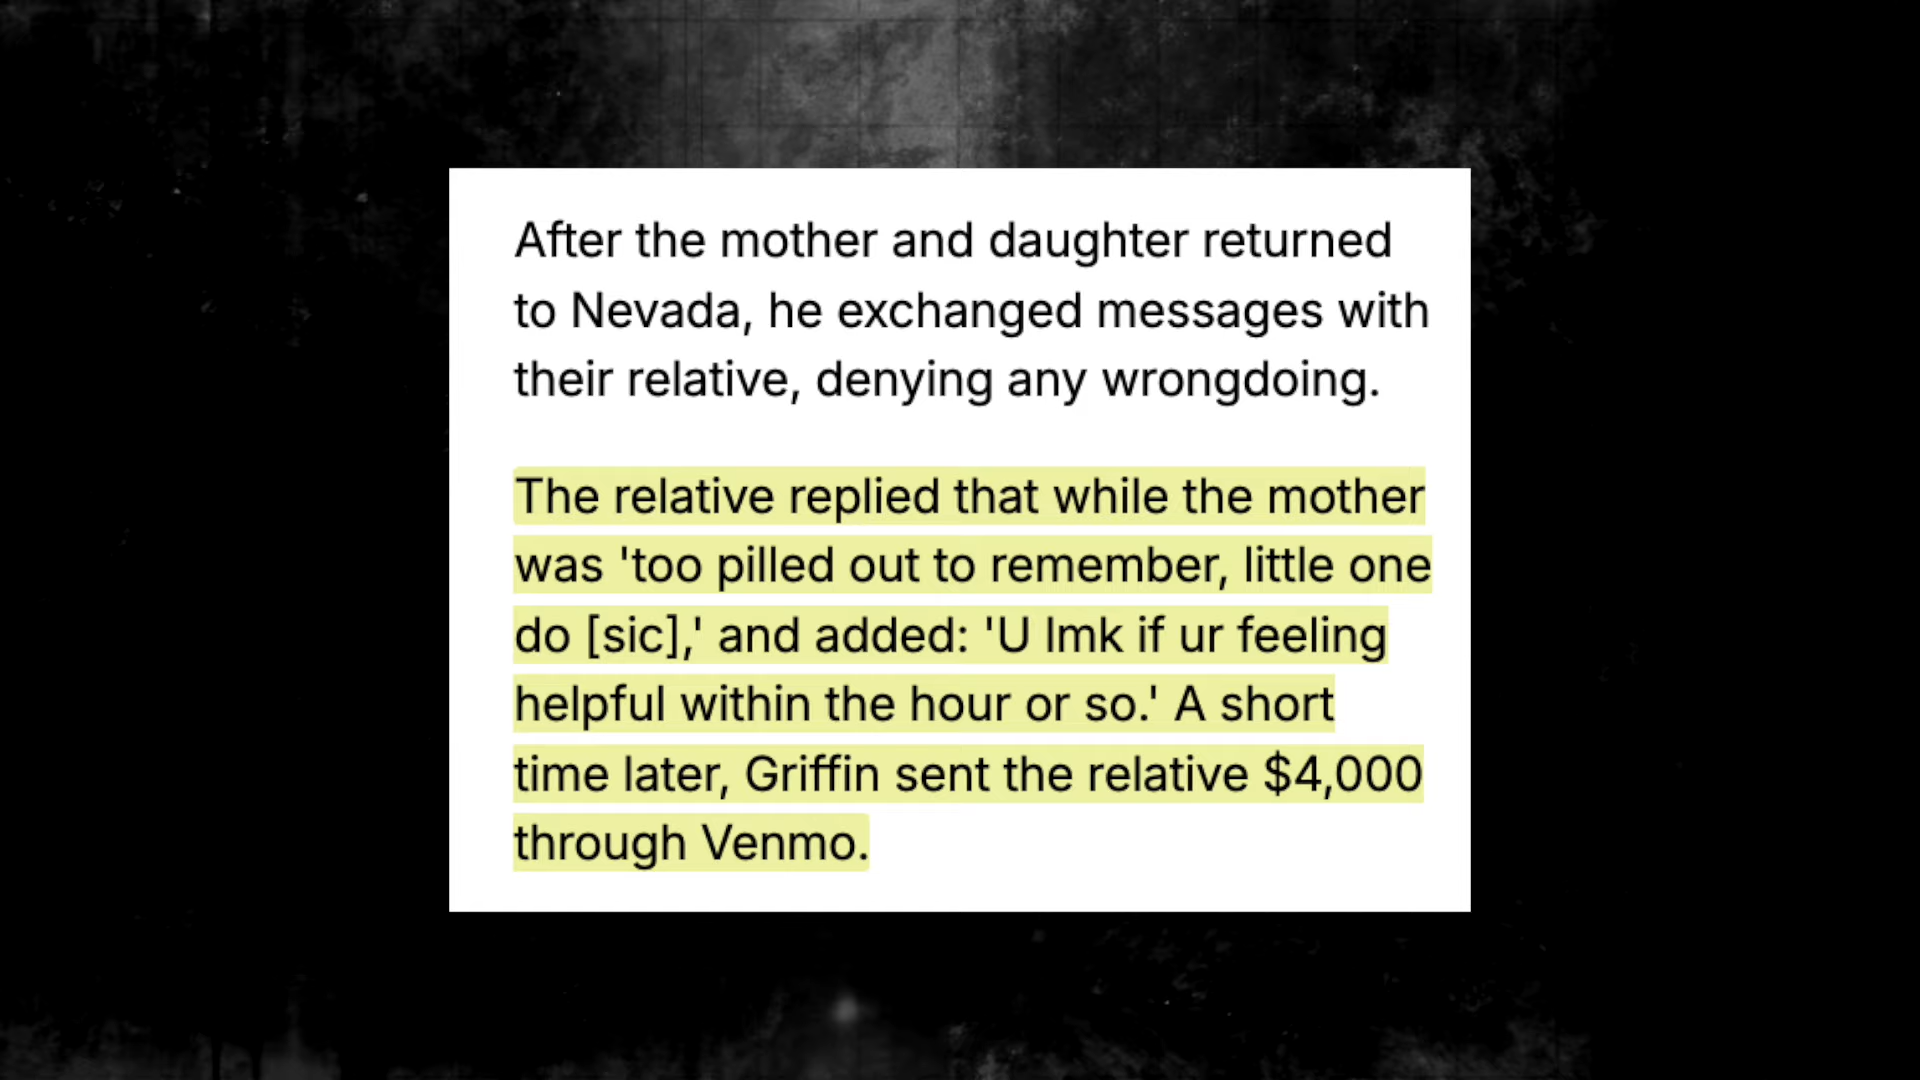 After the mother and daughter returned
to Nevada, he exchanged messages with
their relative, denying any wrongdoing.
The relative replied that while the mother
was 'too pilled out to remember, little one
do [sic],' and added: 'U lmk if ur feeling
helpful within the hour or so.' A short
time later, Griffin sent the relative $4,000
through Venmo.